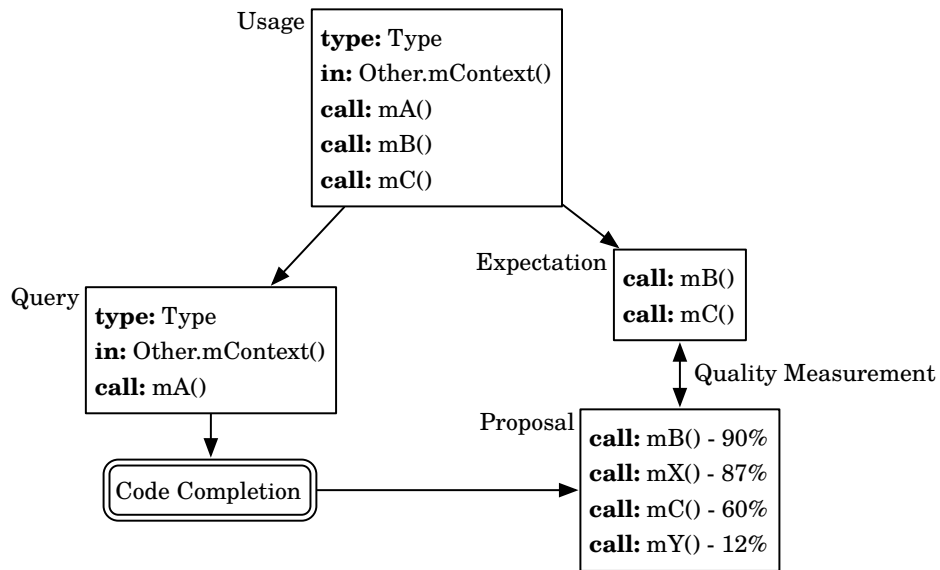 Usage
type: Type
in: Other.mContext()
call: mA()
call: mB()
call: mC()
Expectation
call: mB()
call: mC()
Query
type: Type
in: Other.mContext()
call: mA()
Quality Measurement
Proposal
call: mB() - 90%
call: mX() - 87%
call: mC() - 60%
call: mY() - 12%
Code Completion